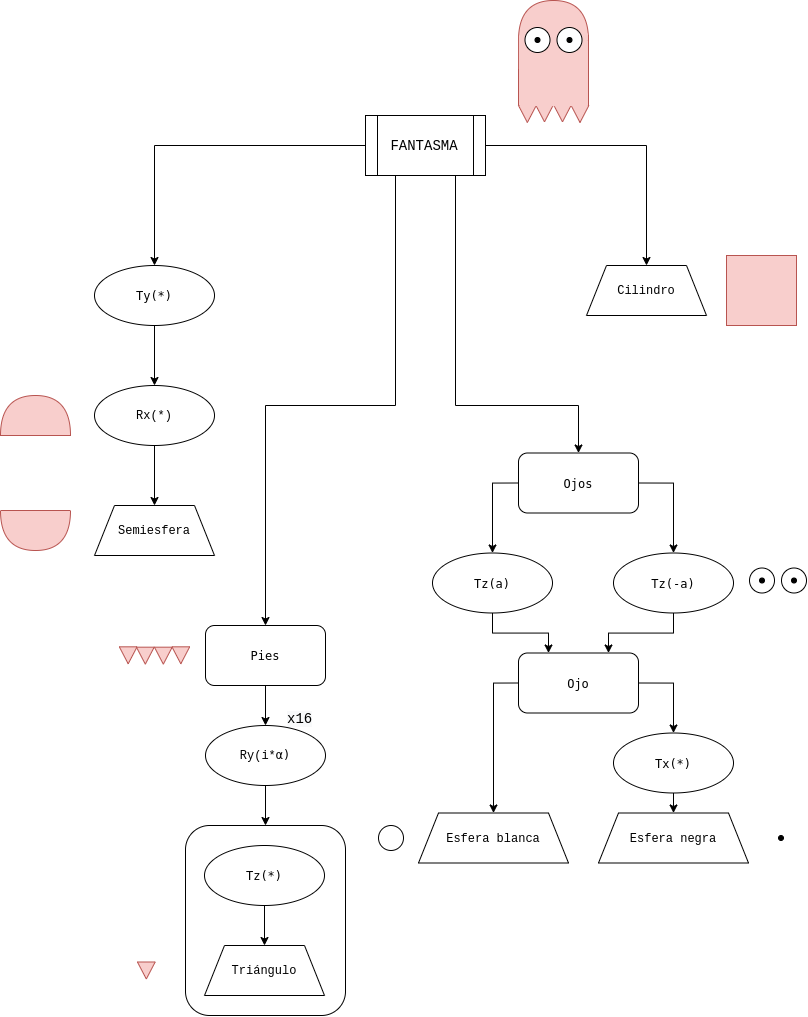 FANTASMA
Ty(*)
Cilindro
Rx(*)
Ojos
Semiesfera
Tz(a)
Tz(-a)
Pies
Ojo
x16
Ry(i*α)
Tx(*)
Esfera blanca
Esfera negra
Tz(*)
Triángulo